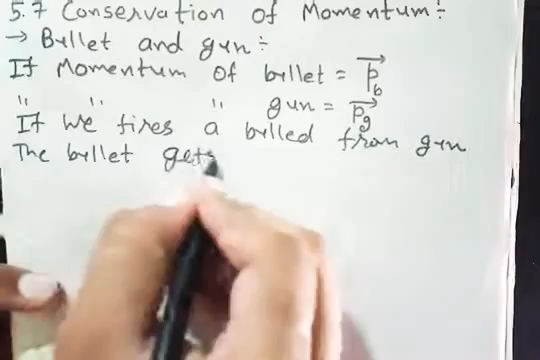 5.7 Conservation of Momentum:-
→ Bullet and gun:-
If Momentum of bullet = p⃗b
" " " gun = p⃗g
If We fires a bulled from gun
The bullet gets